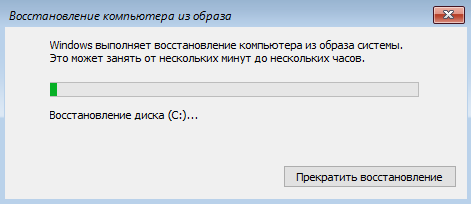 Восстановление компьютера из образа
Windows выполняет восстановление компьютера из образа системы.
Это может занять от нескольких минут до нескольких часов.
Восстановление диска (C:)...
Прекратить восстановление